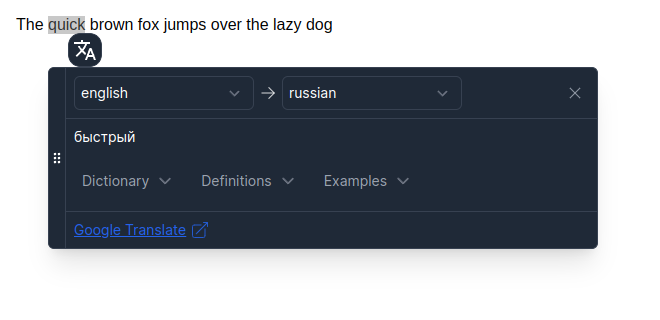 The quick brown fox jumps over the lazy dog
english → russian
быстрый
Dictionary Definitions Examples
Google Translate